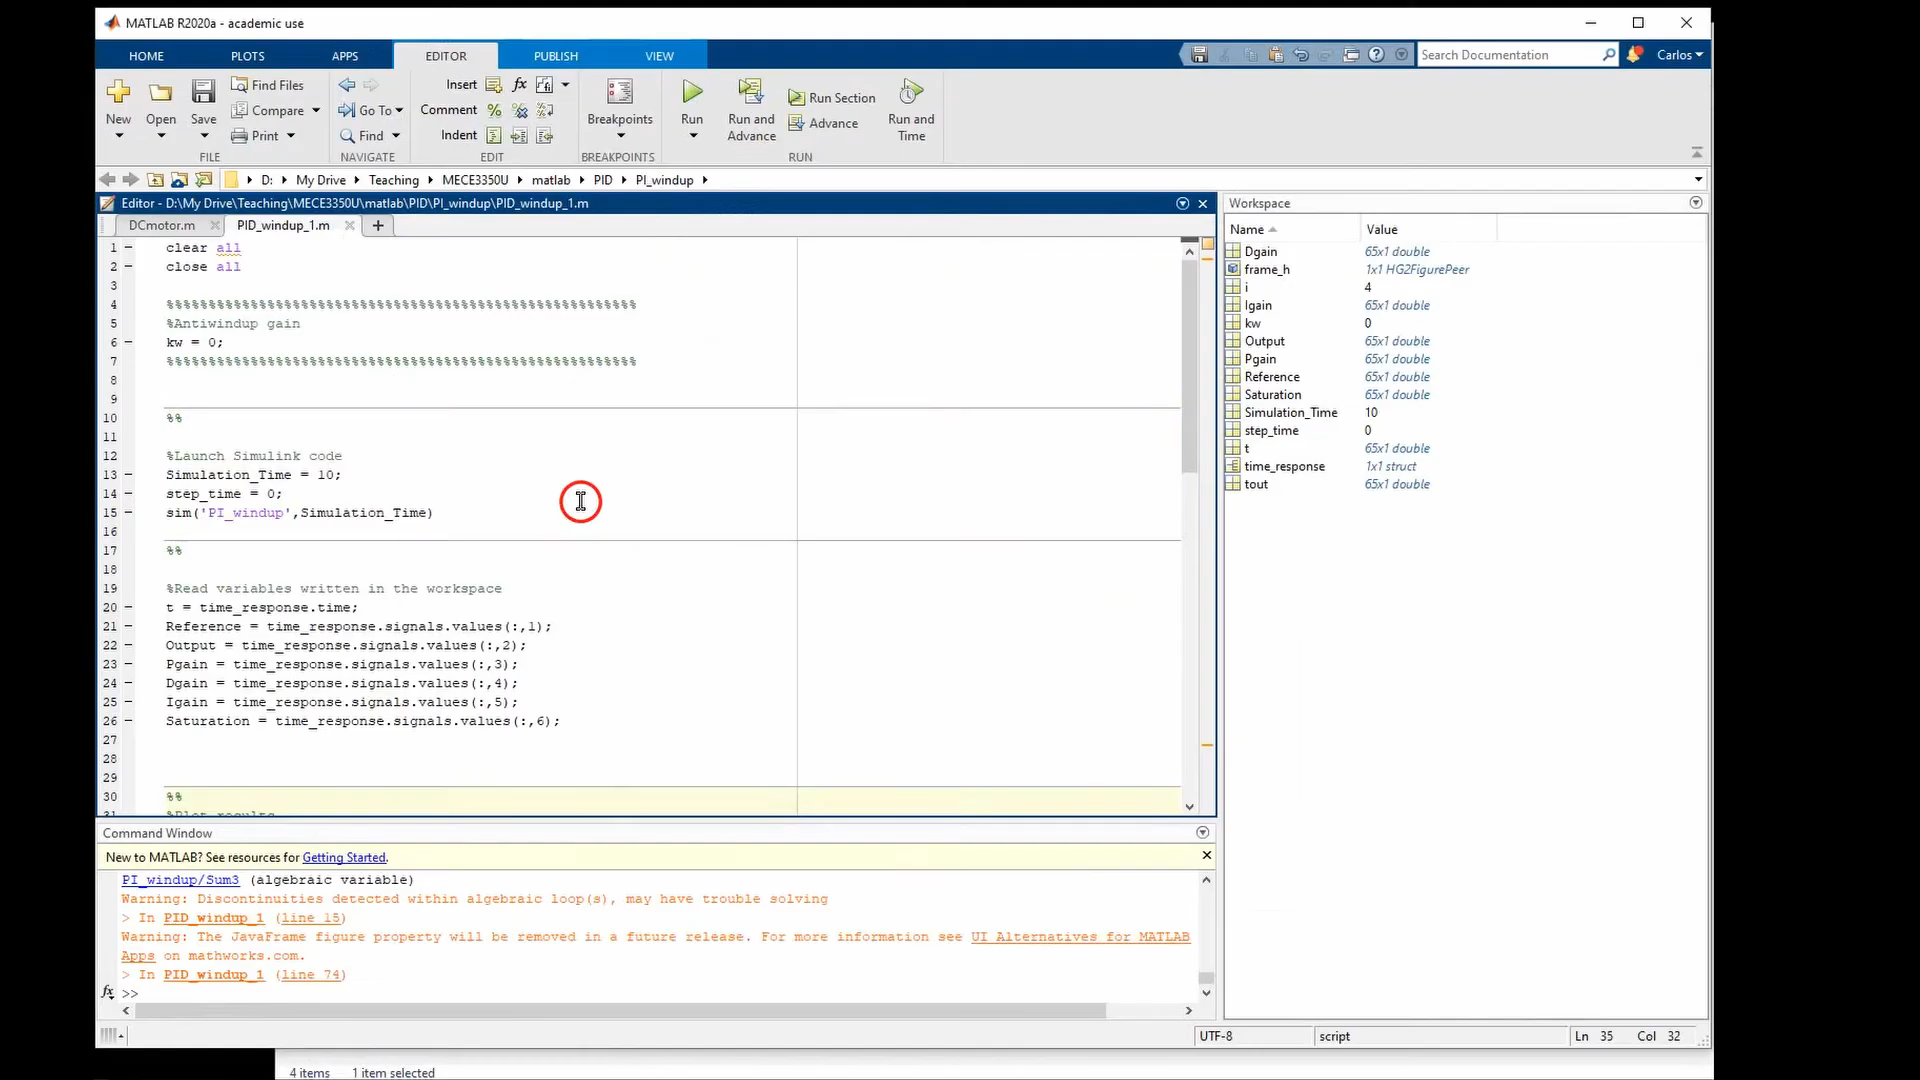 MATLAB R2020a - academic use
HOME PLOTS APPS EDITOR PUBLISH VIEW
Search Documentation Carlos
New Open Save Find Files Compare Print
Go To Find
Insert fx
Comment %
Indent
Breakpoints Run Run and Advance Run Section Advance Run and Time
FILE NAVIGATE EDIT BREAKPOINTS RUN
D: My Drive Teaching MECE3350U matlab PID PI_windup
Editor - D:\My Drive\Teaching\MECE3350U\matlab\PID\PI_windup\PID_windup_1.m
DCmotor.m PID_windup_1.m +
1 clear all
2 close all
3
4 %%%%%%%%%%%%%%%%%%%%%%%%%%%%%%%%%%%%%%%%%%%%%%%%%%%%%%%%
5 %Antiwindup gain
6 kw = 0;
7 %%%%%%%%%%%%%%%%%%%%%%%%%%%%%%%%%%%%%%%%%%%%%%%%%%%%%%%%
8
9
10 %%
11
12 %Launch Simulink code
13 Simulation_Time = 10;
14 step_time = 0;
15 sim('PI_windup',Simulation_Time)
16
17 %%
18
19 %Read variables written in the workspace
20 t = time_response.time;
21 Reference = time_response.signals.values(:,1);
22 Output = time_response.signals.values(:,2);
23 Pgain = time_response.signals.values(:,3);
24 Dgain = time_response.signals.values(:,4);
25 Igain = time_response.signals.values(:,5);
26 Saturation = time_response.signals.values(:,6);
27
28
29
30 %%
31 %Plot results
Workspace
Name Value
Dgain 65x1 double
frame_h 1x1 HG2FigurePeer
i 4
Igain 65x1 double
kw 0
Output 65x1 double
Pgain 65x1 double
Reference 65x1 double
Saturation 65x1 double
Simulation_Time 10
step_time 0
t 65x1 double
time_response 1x1 struct
tout 65x1 double
Command Window
New to MATLAB? See resources for Getting Started.
PI_windup/Sum3 (algebraic variable)
Warning: Discontinuities detected within algebraic loop(s), may have trouble solving
> In PID_windup_1 (line 15)
Warning: The JavaFrame figure property will be removed in a future release. For more information see UI Alternatives for MATLAB
Apps on mathworks.com.
> In PID_windup_1 (line 74)
fx >>
UTF-8 script Ln 35 Col 32
4 items 1 item selected